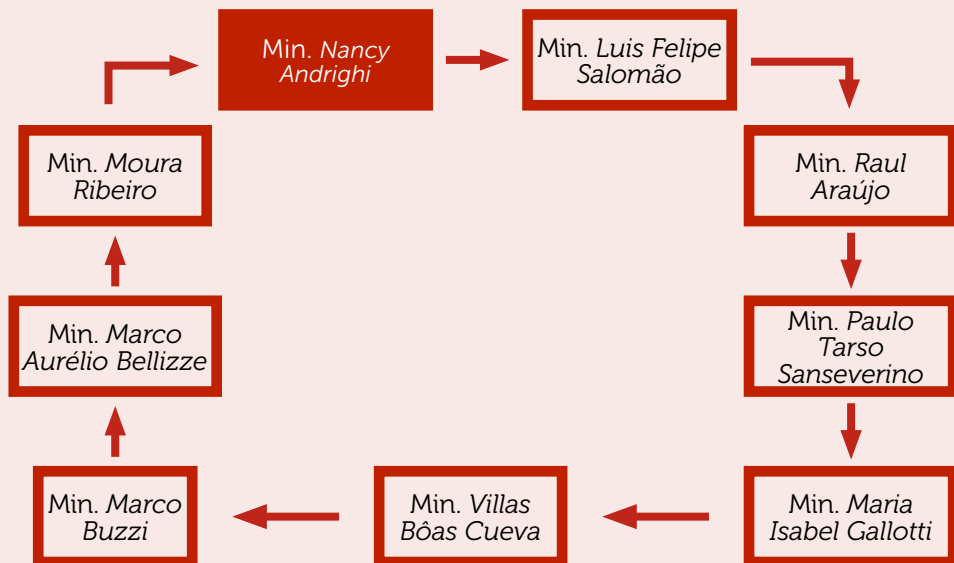 Min. Nancy
Andrighi
Min. Luis Felipe
Salomão
Min. Raul
Araújo
Min. Paulo
Tarso
Sanseverino
Min. Maria
Isabel Gallotti
Min. Villas
Bôas Cueva
Min. Marco
Buzzi
Min. Marco
Aurélio Bellizze
Min. Moura
Ribeiro